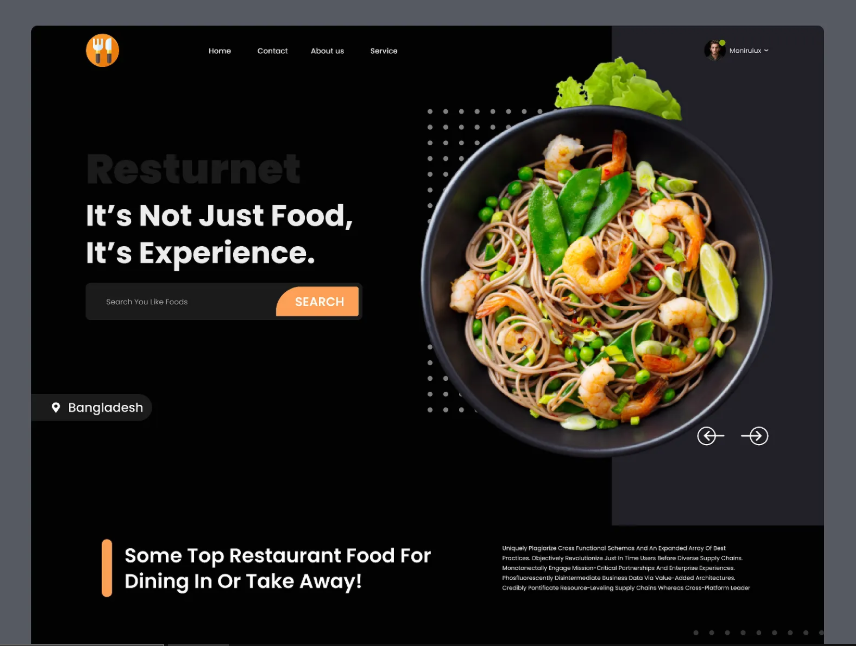 Home Contact About us Service Monirulux
Resturnet
It's Not Just Food,
It's Experience.
Search You Like Foods SEARCH
Bangladesh
Some Top Restaurant Food For
Dining In Or Take Away!
Uniquely Plagiarize Cross Functional Schemas And An Expanded Array Of Best
Practices. Objectively Revolutionize Just In Time Users Before Diverse Supply Chains.
Monotonectally Engage Mission-Critical Partnerships And Enterprise Experiences.
Phosfluorescently Disintermediate Business Data Via Value-Added Architectures.
Credibly Pontificate Resource-Leveling Supply Chains Whereas Cross-Platform Leader